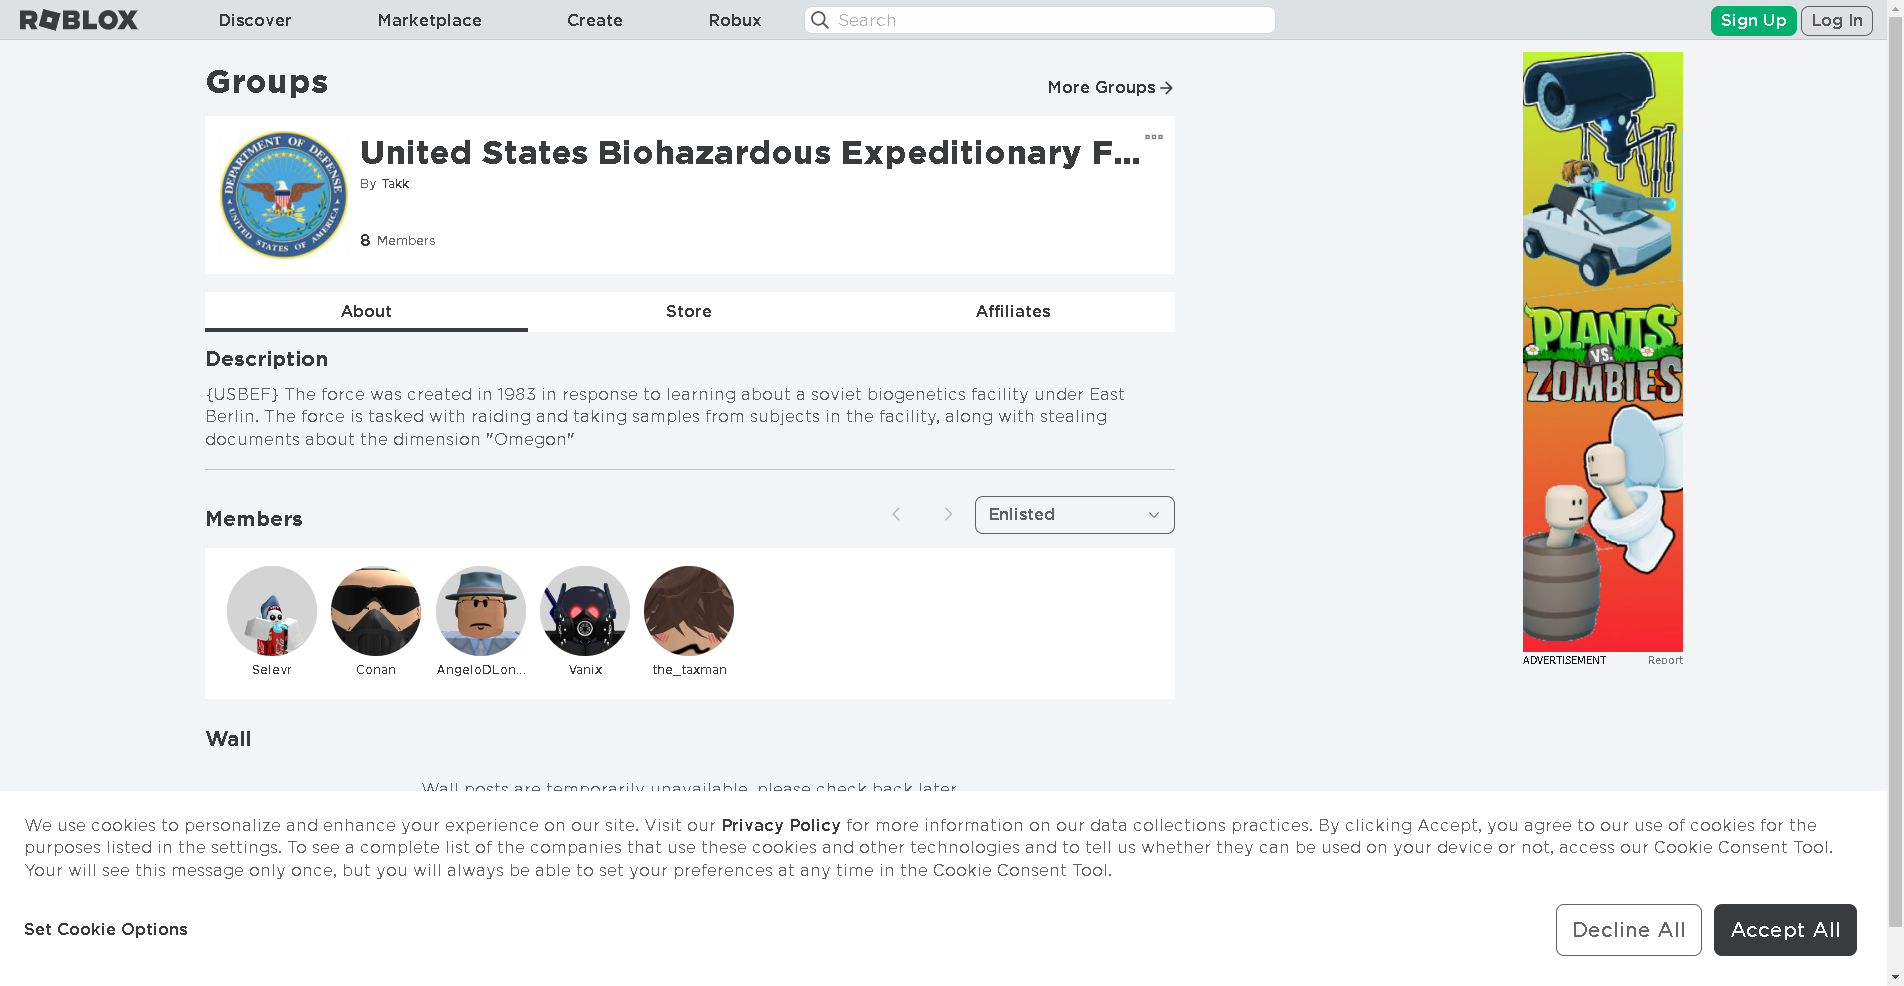 ROBLOX
Discover
Marketplace
Create
Robux
Search
Sign Up
Log In
Groups
More Groups
DEPARTMENT OF DEFENSE
UNITED STATES OF AMERICA
United States Biohazardous Expeditionary F...
By Takk
8 Members
About
Store
Affiliates
Description
{USBEF} The force was created in 1983 in response to learning about a soviet biogenetics facility under East
Berlin. The force is tasked with raiding and taking samples from subjects in the facility, along with stealing
documents about the dimension "Omegon"
Members
Enlisted
Selevr
Conan
AngeloDLon...
Vanix
the_taxman
Wall
Wall posts are temporarily unavailable, please check back later.
PLANTS
VS.
ZOMBIES
ADVERTISEMENT
Report
We use cookies to personalize and enhance your experience on our site. Visit our Privacy Policy for more information on our data collections practices. By clicking Accept, you agree to our use of cookies for the
purposes listed in the settings. To see a complete list of the companies that use these cookies and other technologies and to tell us whether they can be used on your device or not, access our Cookie Consent Tool.
Your will see this message only once, but you will always be able to set your preferences at any time in the Cookie Consent Tool.
Set Cookie Options
Decline All
Accept All